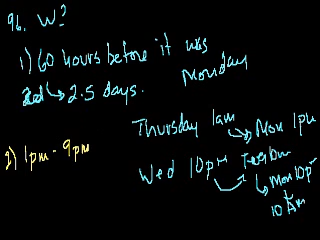 96. W?
1) 60 hours before it was
Monday
2.5 days.
Thursday 1am
Mon 1pm
2) 1pm - 9pm
Wed 10pm
Mon 10pm
10 Am